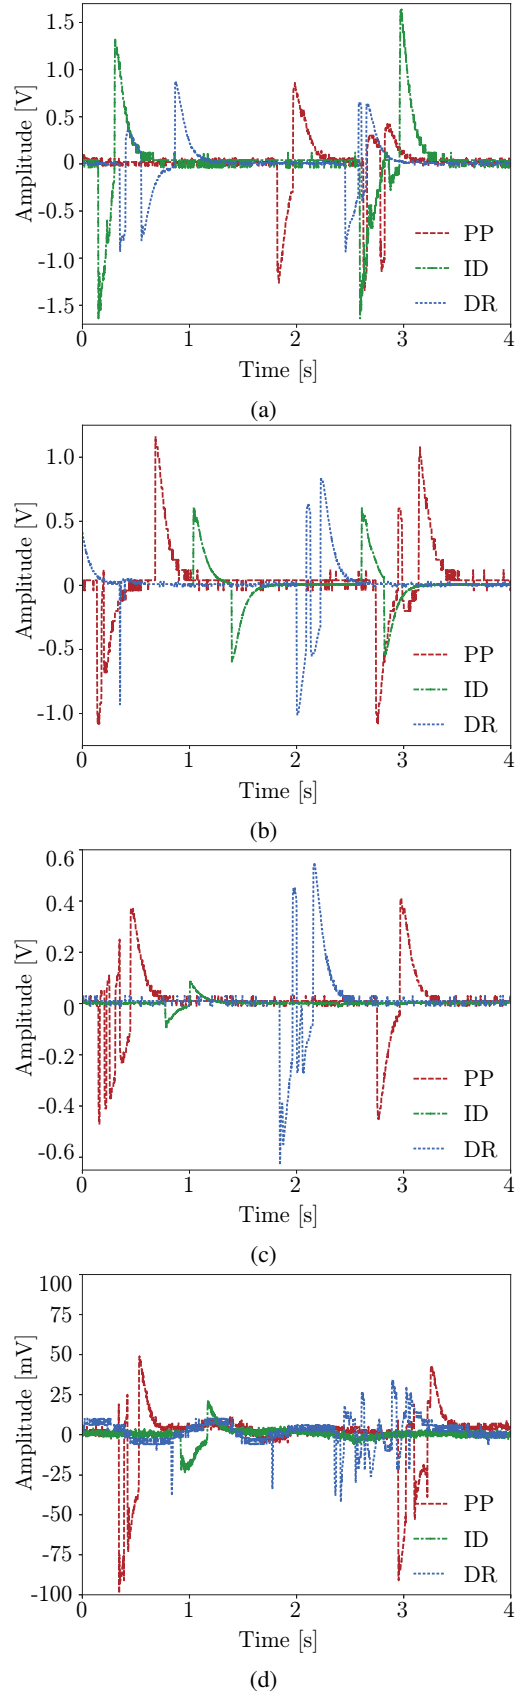 1.5
1.0
0.5
0
-0.5
-1.0
-1.5
Amplitude [V]
PP
ID
DR
0 1 2 3 4
Time [s]
(a)
1.0
0.5
0
-0.5
-1.0
Amplitude [V]
PP
ID
DR
0 1 2 3 4
Time [s]
(b)
0.6
0.4
0.2
0
-0.2
-0.4
-0.6
Amplitude [V]
PP
ID
DR
0 1 2 3 4
Time [s]
(c)
100
75
50
25
0
-25
-50
-75
-100
Amplitude [mV]
PP
ID
DR
0 1 2 3 4
Time [s]
(d)